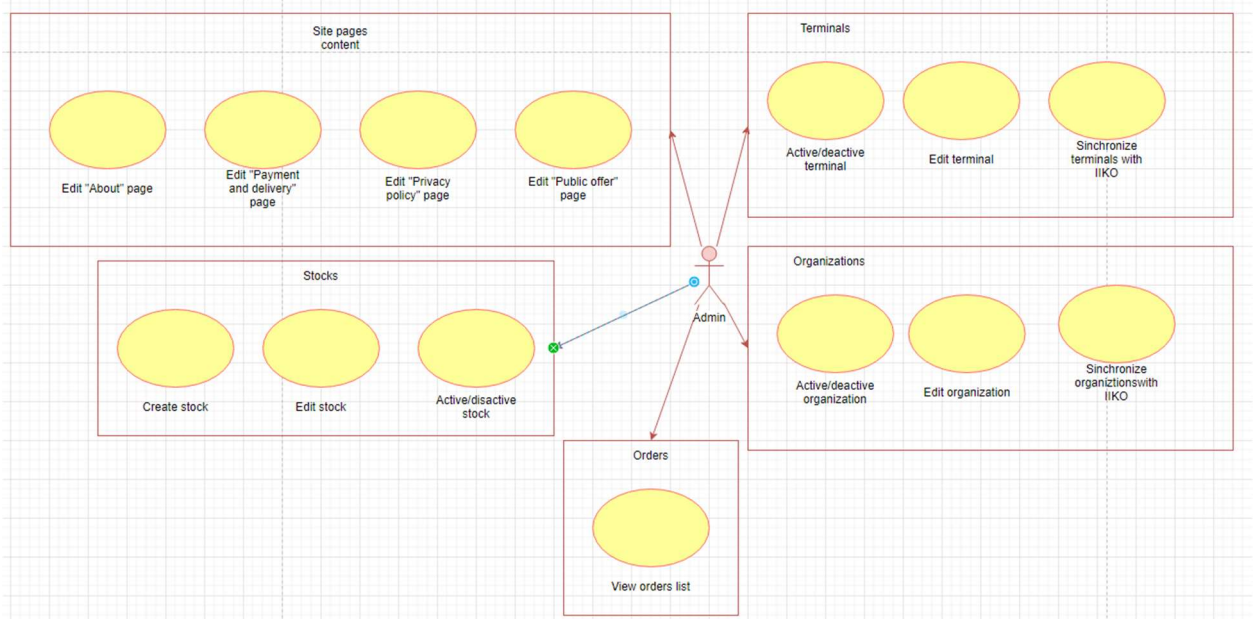 Site pages
content
Edit "About" page
Edit "Payment
and delivery"
page
Edit "Privacy
policy" page
Edit "Public offer"
page
Terminals
Active/deactive
terminal
Edit terminal
Sinchronize
terminals with
IIKO
Stocks
Create stock
Edit stock
Active/disactive
stock
Admin
Organizations
Active/deactive
organization
Edit organization
Sinchronize
organiztionswith
IIKO
Orders
View orders list